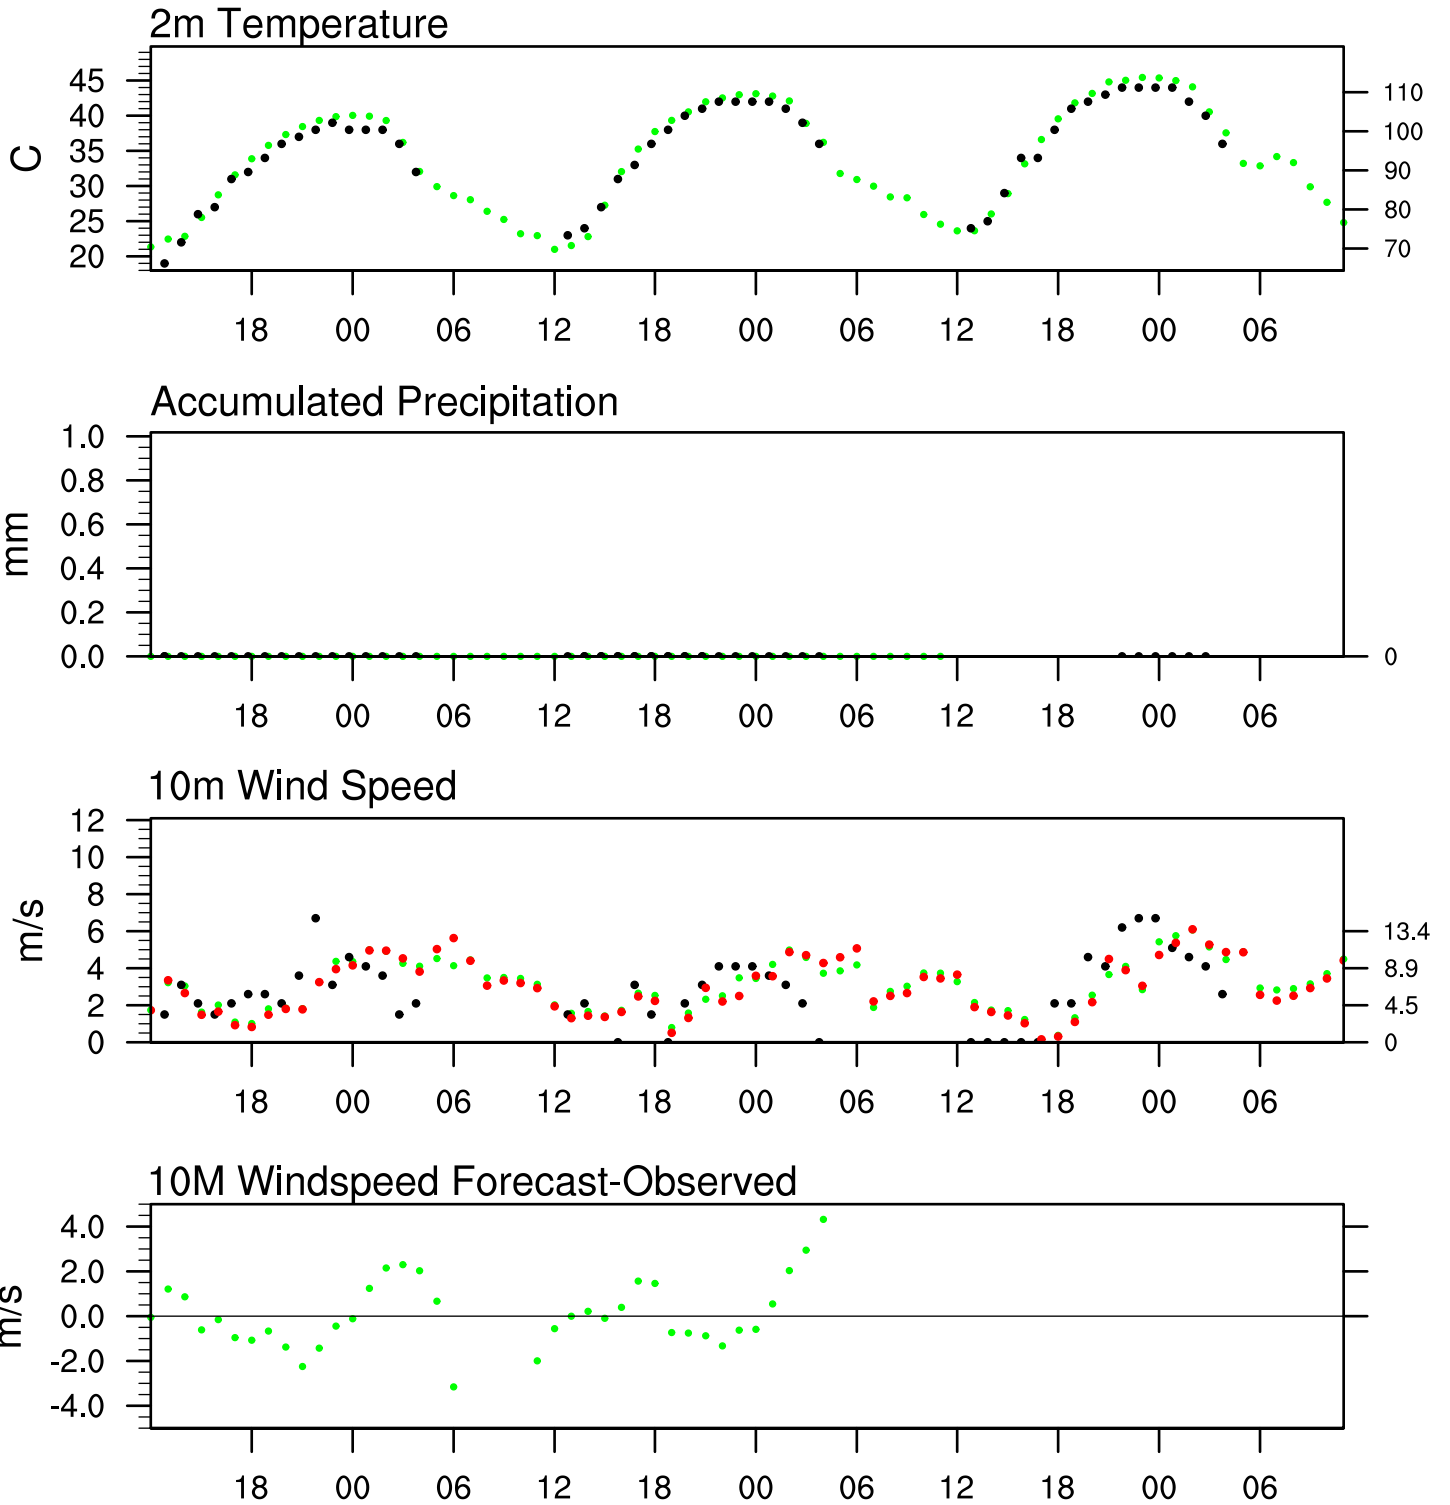 2m Temperature
C
45
40
35
30
25
20
110
100
90
80
70
18 00 06 12 18 00 06 12 18 00 06
Accumulated Precipitation
mm
1.0
0.8
0.6
0.4
0.2
0.0
0
18 00 06 12 18 00 06 12 18 00 06
10m Wind Speed
m/s
12
10
8
6
4
2
0
13.4
8.9
4.5
0
18 00 06 12 18 00 06 12 18 00 06
10M Windspeed Forecast-Observed
m/s
4.0
2.0
0.0
-2.0
-4.0
18 00 06 12 18 00 06 12 18 00 06